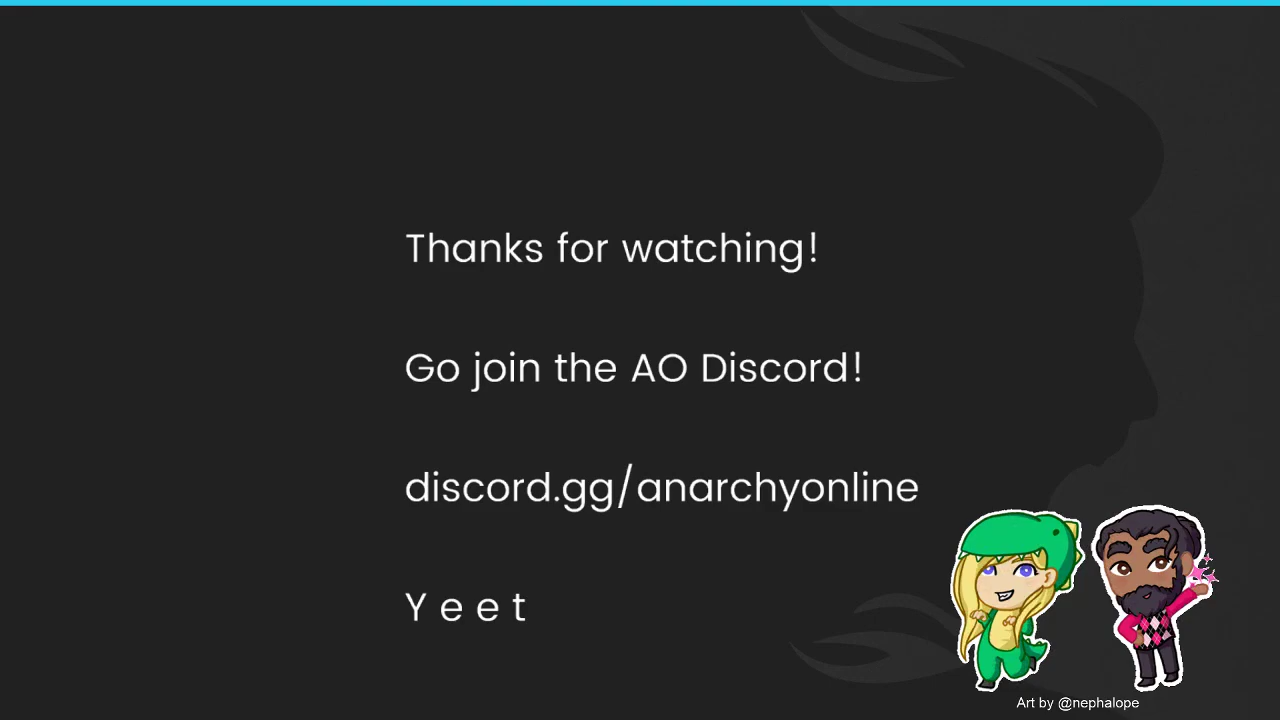 Thanks for watching!
Go join the AO Discord!
discord.gg/anarchyonline
Y e e t
Art by @nephalope